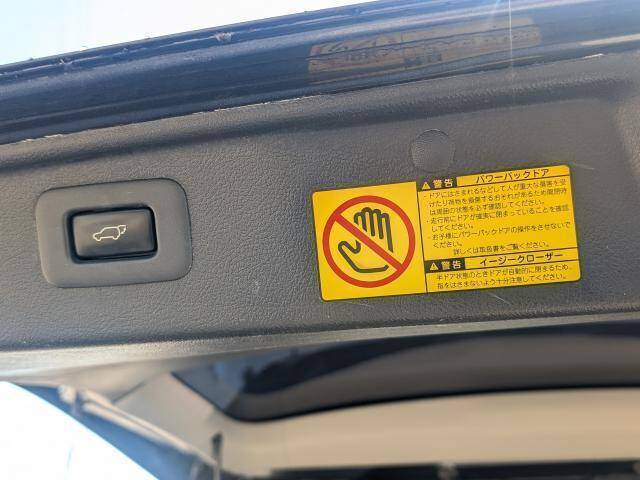 警告 パワーバックドア
・ドアにはさまれるなどして人が重大な傷害を受
けたり荷物を損傷するおそれがあるため開閉時
は周囲の状態を必ず確認してください。
・走行前にドアが確実に閉まっていることを確認
してください。
・お子様にパワーバックドアの操作をさせないで
ください。
詳しくは取扱書をご覧ください。
警告 イージークローザー
半ドア状態のときドアが自動的に閉まるため、
指をはさまないよう十分注意してください。